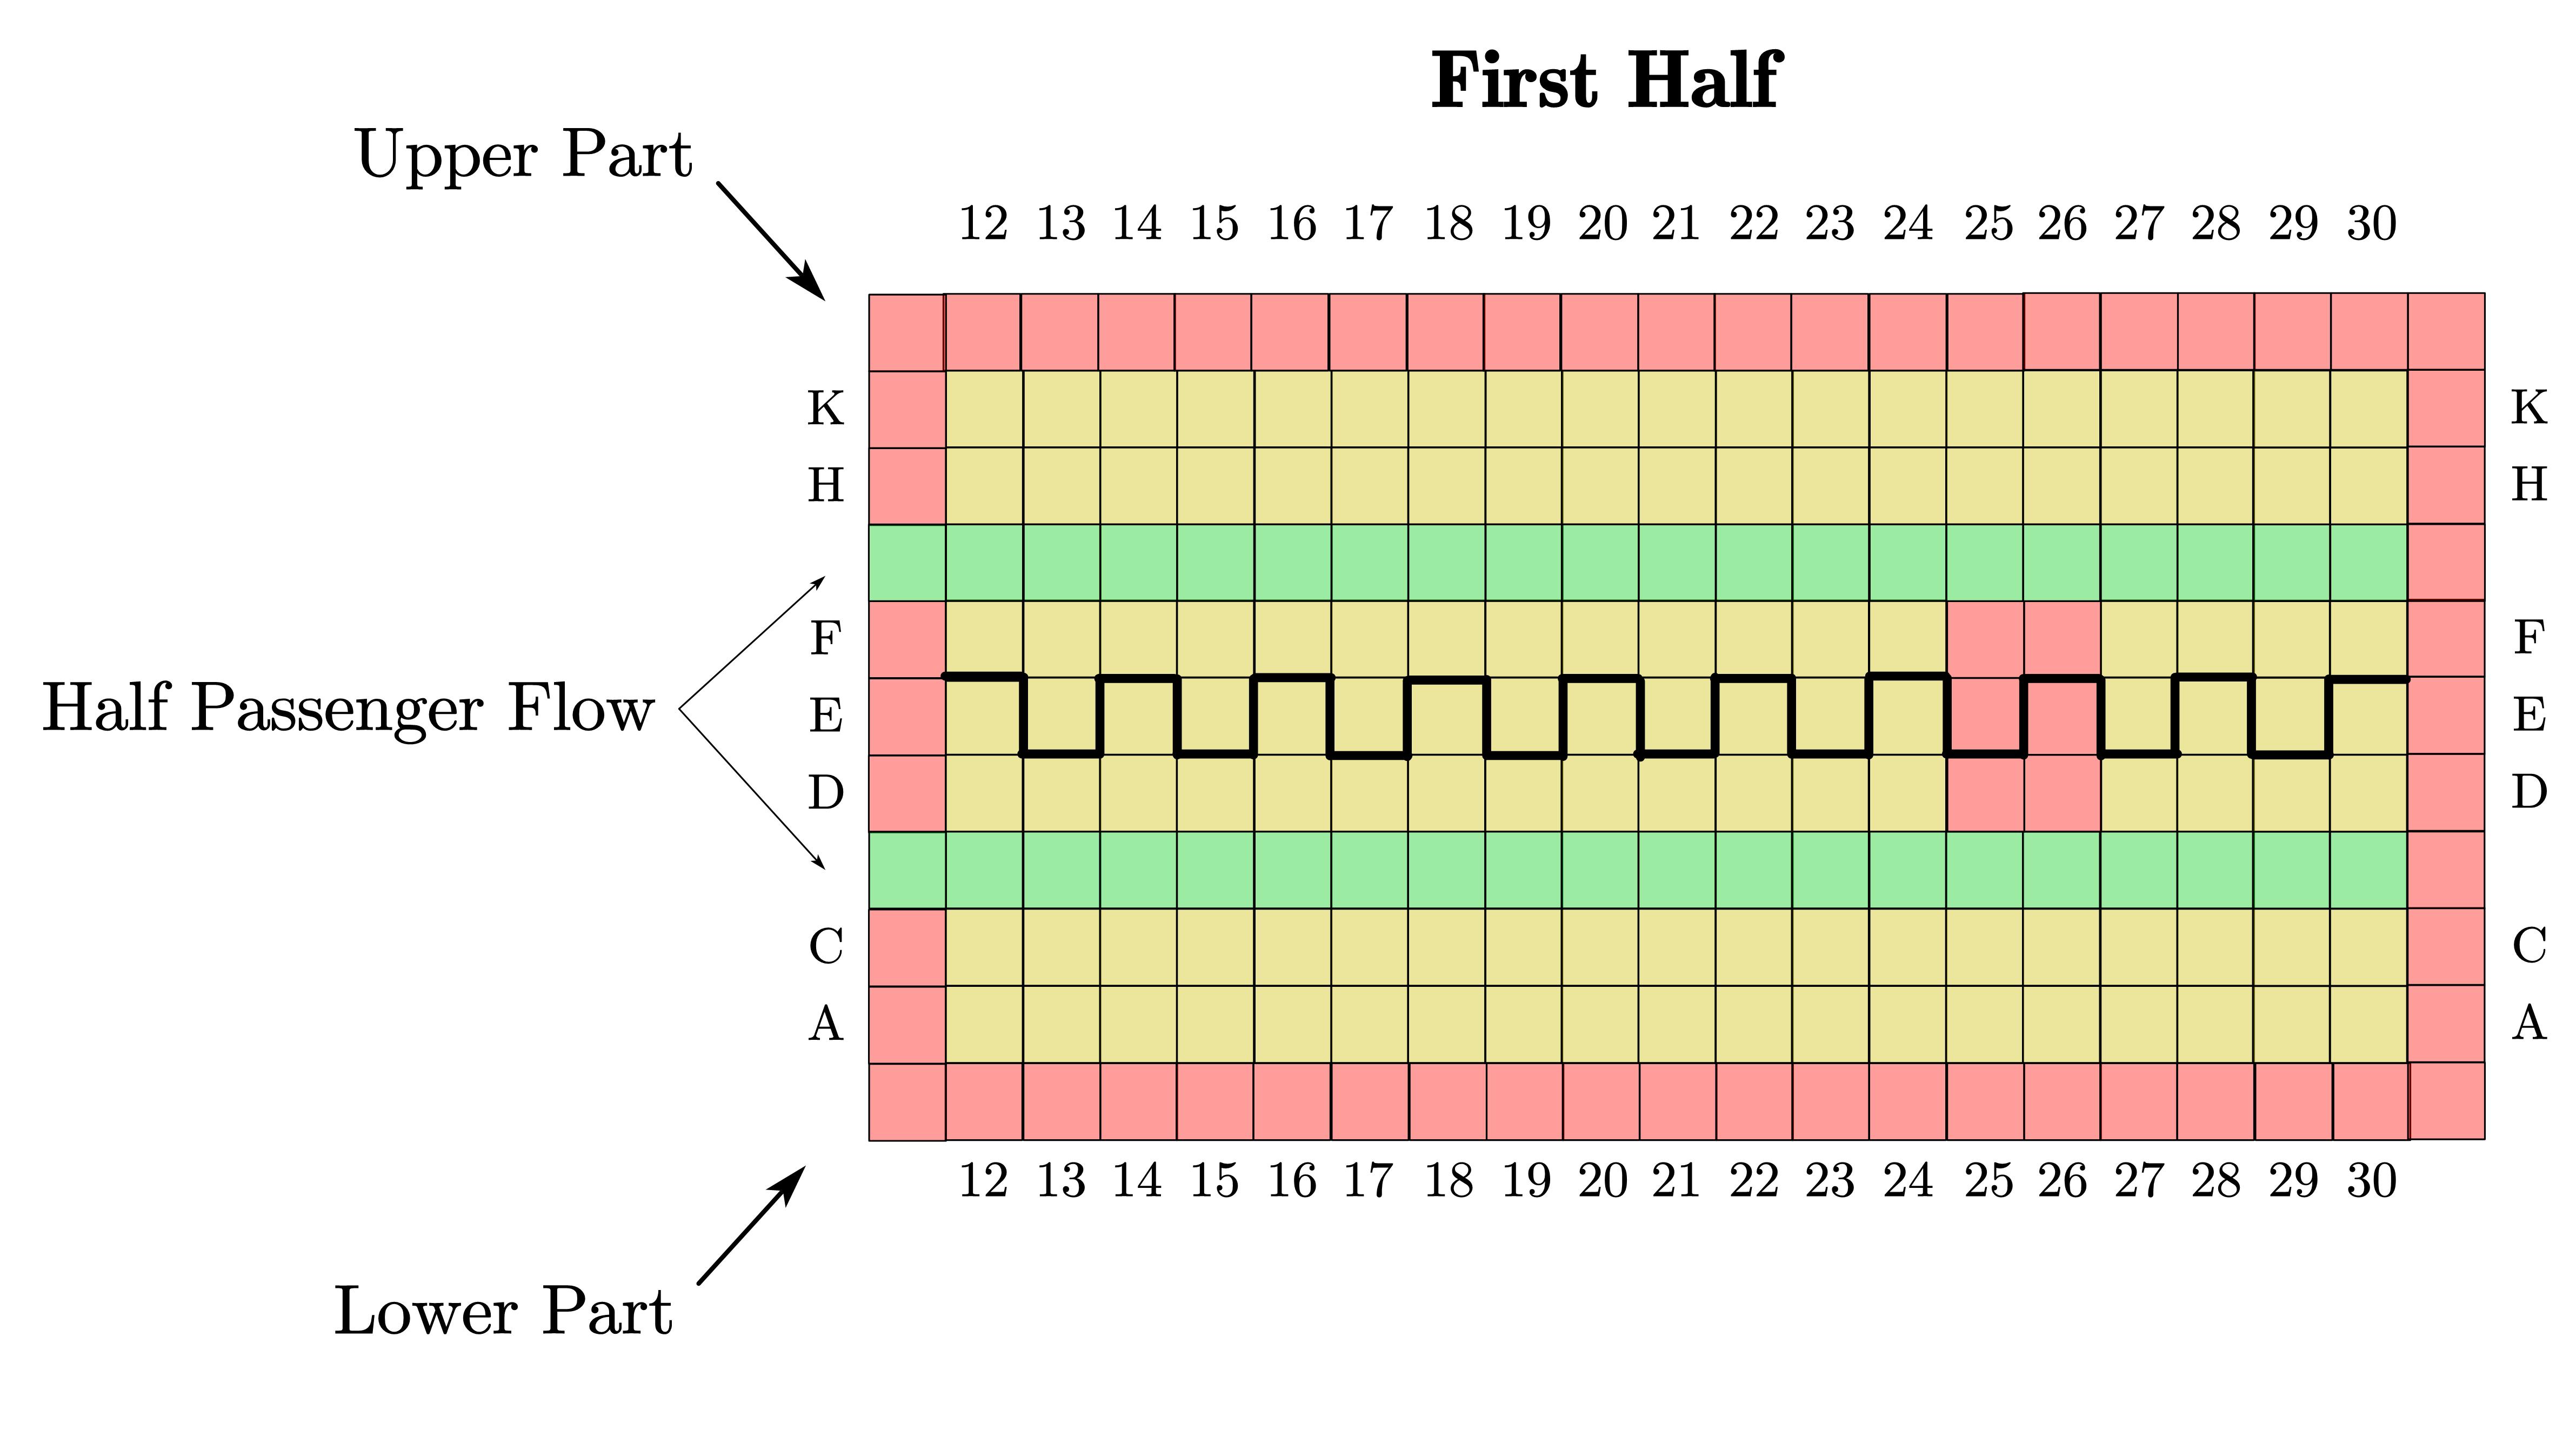 First Half
Upper Part
12 13 14 15 16 17 18 19 20 21 22 23 24 25 26 27 28 29 30
K K
H H
F F
Half Passenger Flow
E E
D D
C C
A A
12 13 14 15 16 17 18 19 20 21 22 23 24 25 26 27 28 29 30
Lower Part